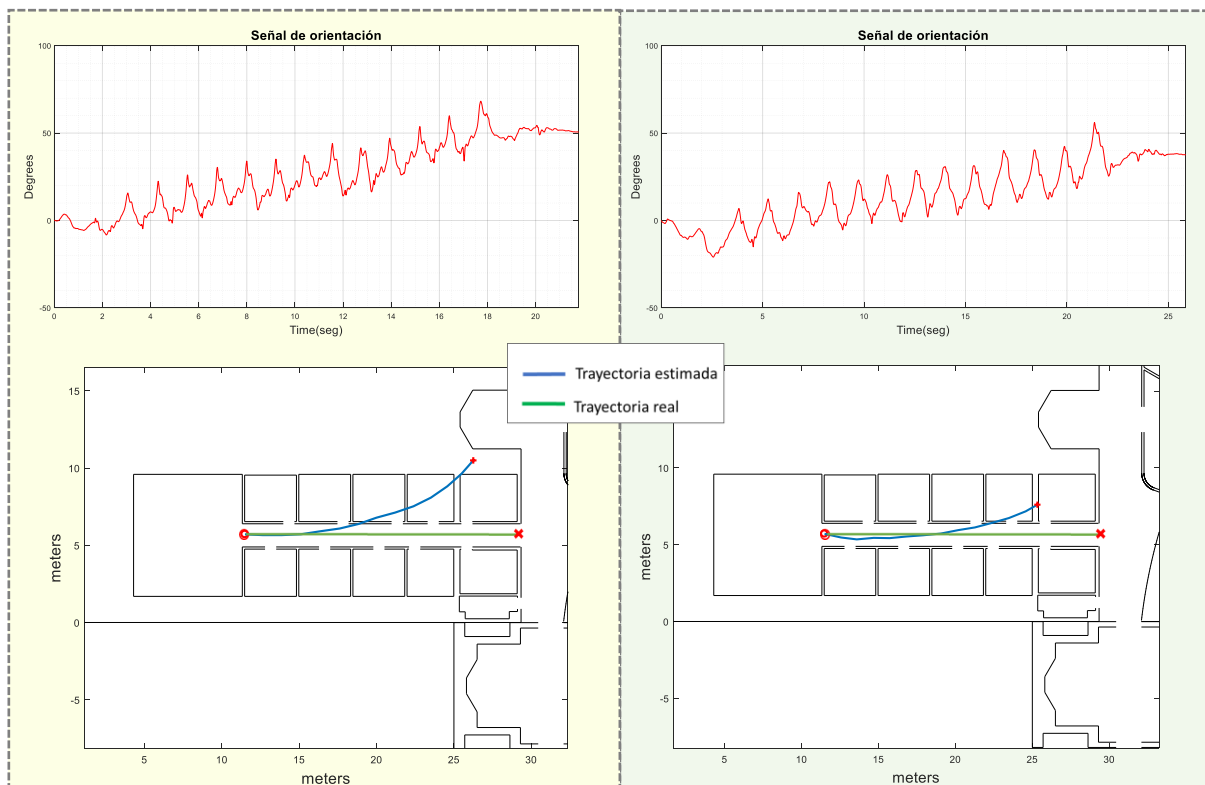 Señal de orientación
100
50
0
-50
Degrees
0 2 4 6 8 10 12 14 16 18 20
Time(seg)
Señal de orientación
100
50
0
-50
Degrees
0 5 10 15 20 25
Time(seg)
Trayectoria estimada
Trayectoria real
15
10
5
0
-5
meters
5 10 15 20 25 30
meters
10
5
0
-5
meters
5 10 15 20 25 30
meters